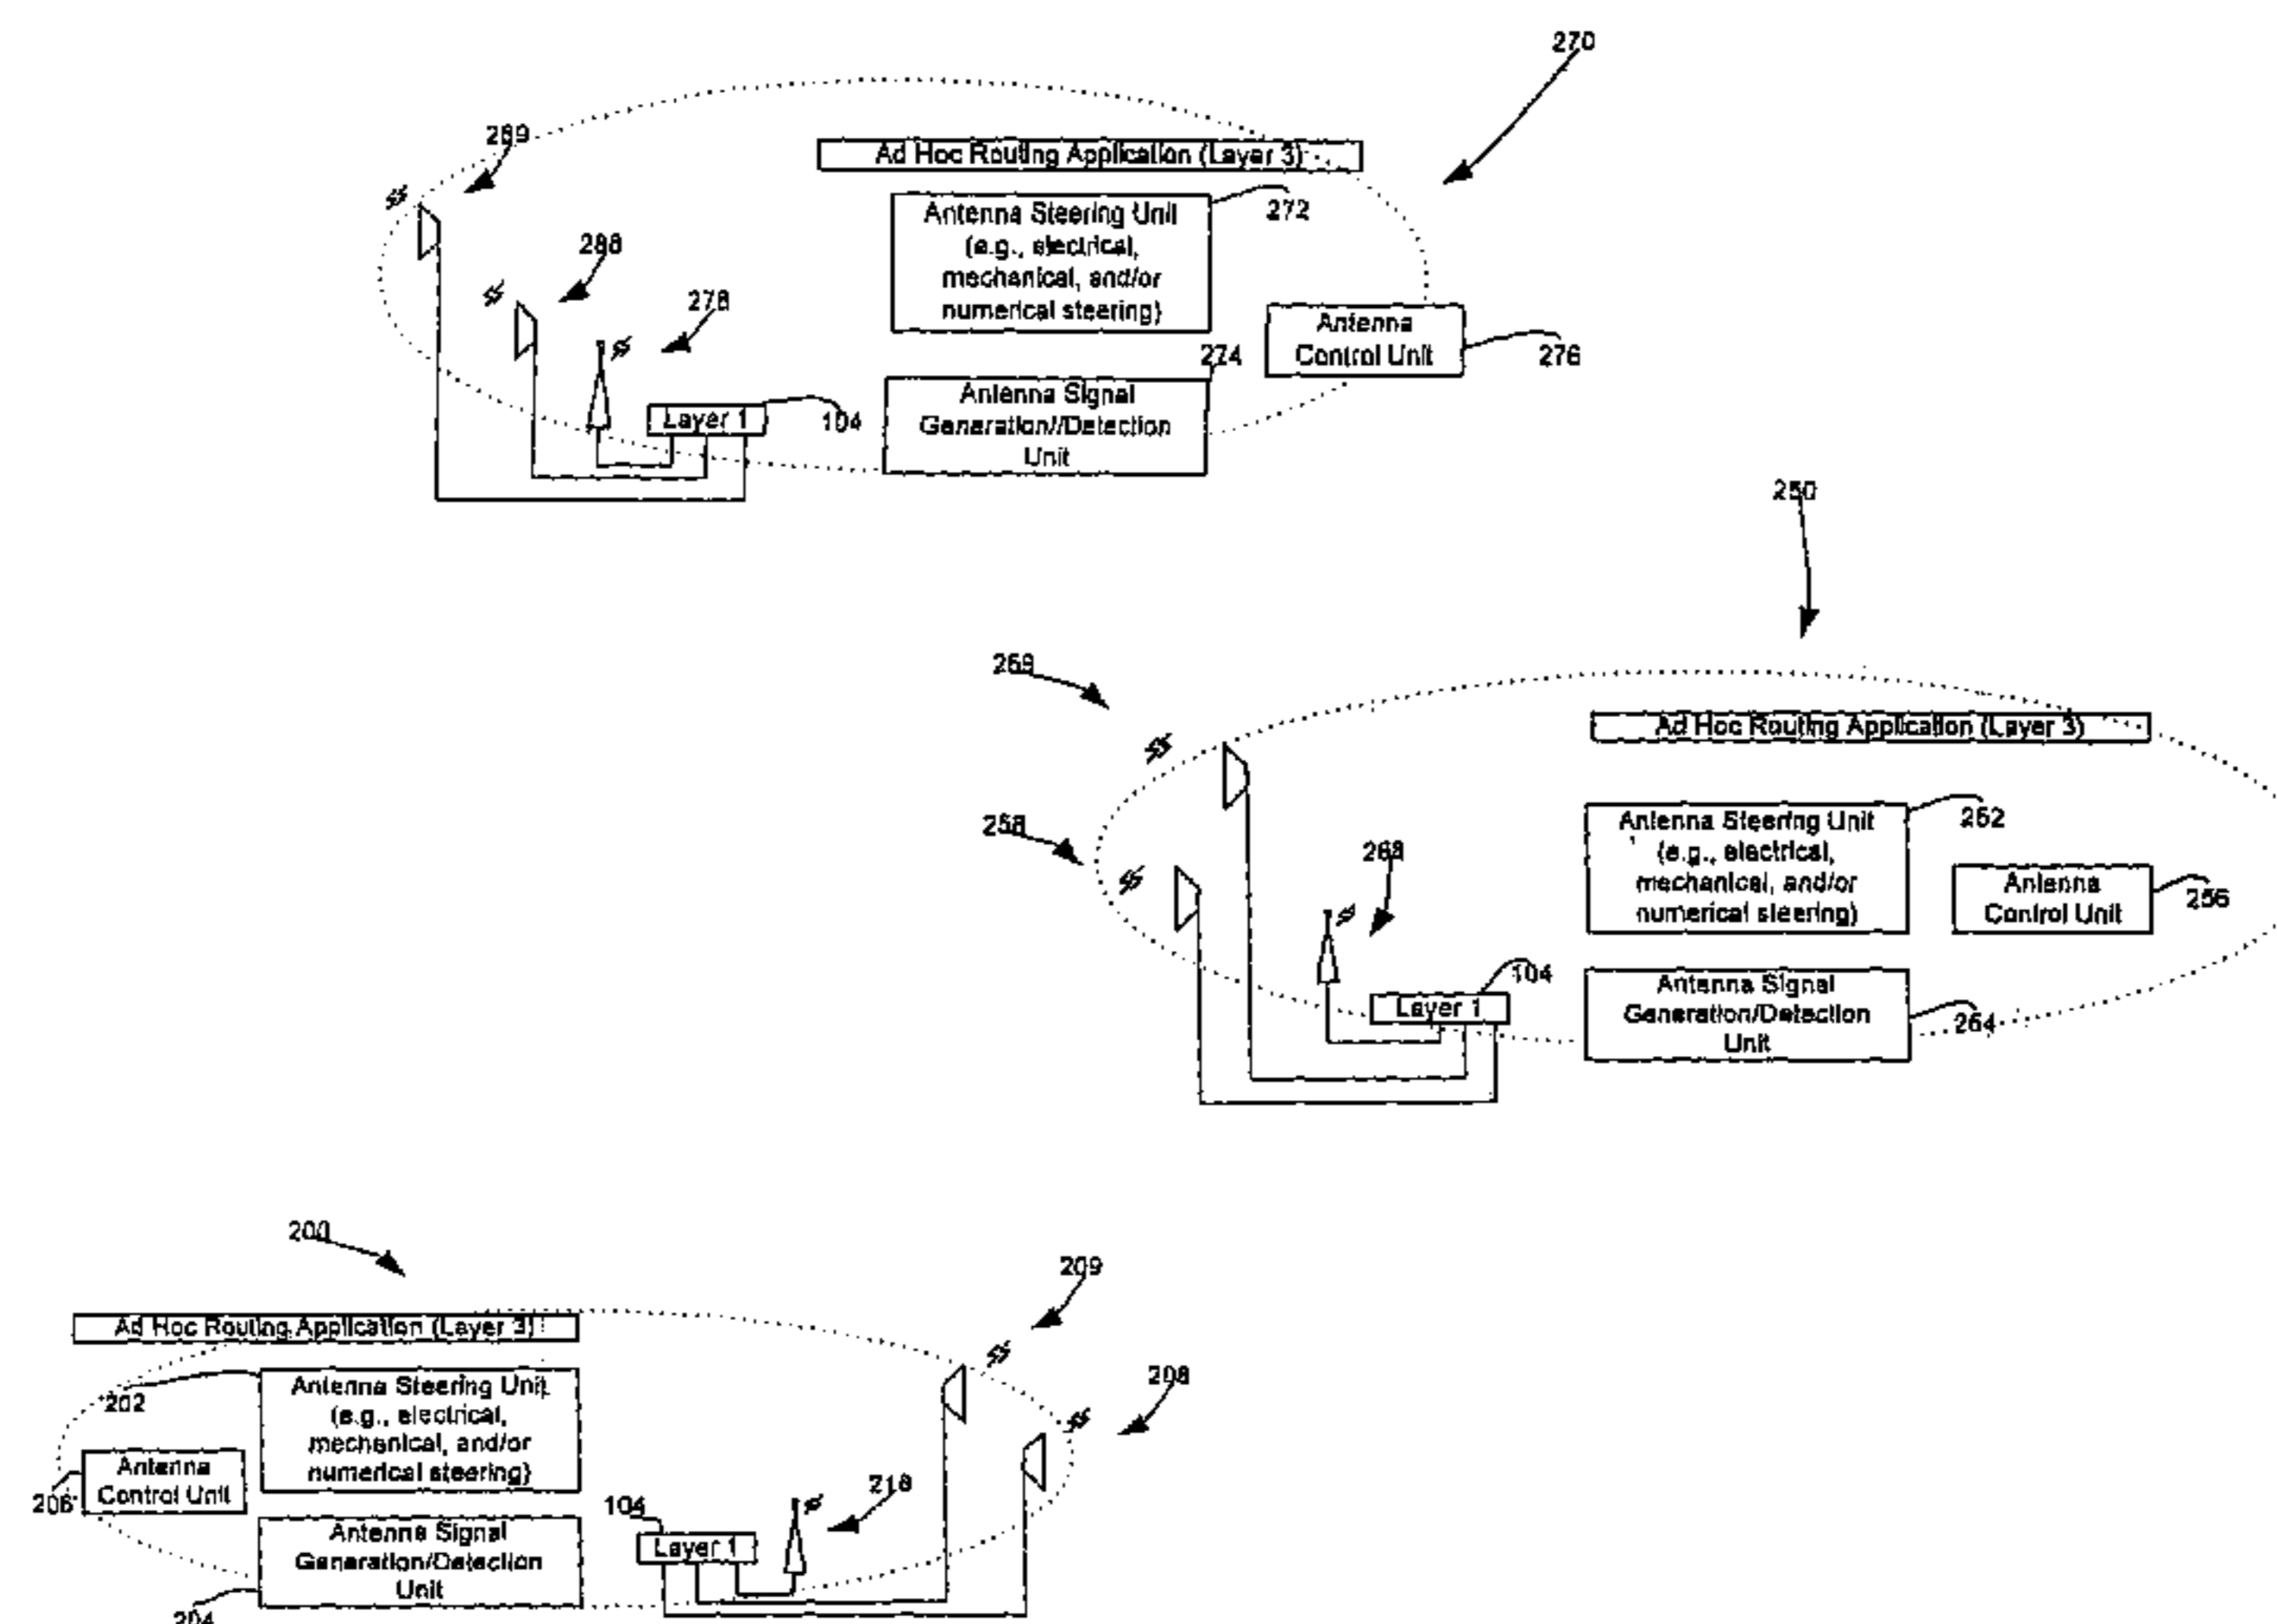 270
289
Ad Hoc Routing Application (Layer 3)
Antenna Steering Unit
(e.g., electrical,
mechanical, and/or
numerical steering)
272
288
278
Antenna
Control Unit
276
274
Layer 1
104
Antenna Signal
Generation//Detection
Unit
250
259
Ad Hoc Routing Application (Layer 3)
258
268
Antenna Steering Unit
(e.g., electrical,
mechanical, and/or
numerical steering)
252
Antenna
Control Unit
256
104
Layer 1
Antenna Signal
Generation/Detection
Unit
254
200
209
Ad Hoc Routing Application (Layer 3)
202
Antenna Steering Unit
(e.g., electrical,
mechanical, and/or
numerical steering)
208
Antenna
Control Unit
206
218
104
Layer 1
Antenna Signal
Generation/Detection
Unit
204